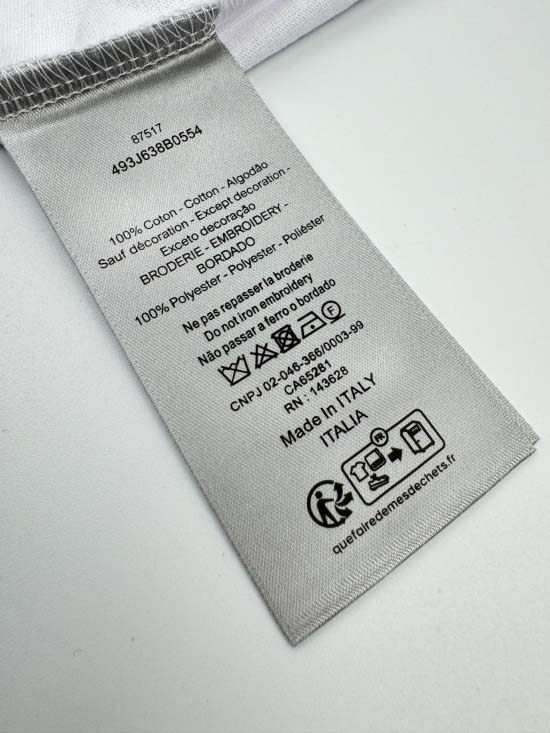 87517
493J638B0554
100% Coton - Cotton - Algodão
Sauf décoration - Except decoration -
Exceto decoração
BRODERIE - EMBROIDERY -
BORDADO
100% Polyester - Polyester - Poliéster
Ne pas repasser la broderie
Do not iron embroidery
Não passar a ferro o bordado
F
CNPJ 02-046-366/0003-99
CA65281
RN : 143628
Made In ITALY
ITALIA
FR
quefairedemesdechets.fr